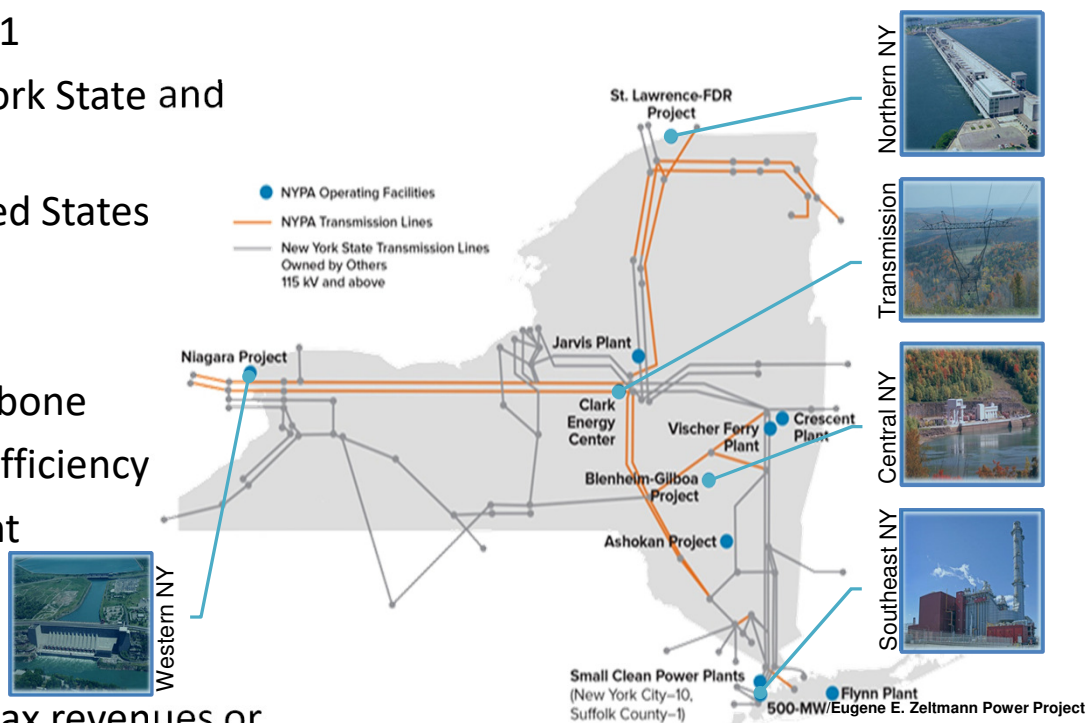 1
ork State and
ed States
bone
fficiency
nt
ax revenues or
NYPA Operating Facilities
NYPA Transmission Lines
New York State Transmission Lines
Owned by Others
115 kV and above
St. Lawrence-FDR
Project
Niagara Project
Jarvis Plant
Clark
Energy
Center
Vischer Ferry
Plant
Crescent
Plant
Blenheim-Gilboa
Project
Ashokan Project
Small Clean Power Plants
(New York City–10,
Suffolk County–1)
Flynn Plant
500-MW/Eugene E. Zeltmann Power Project
Northern NY
Transmission
Central NY
Southeast NY
Western NY